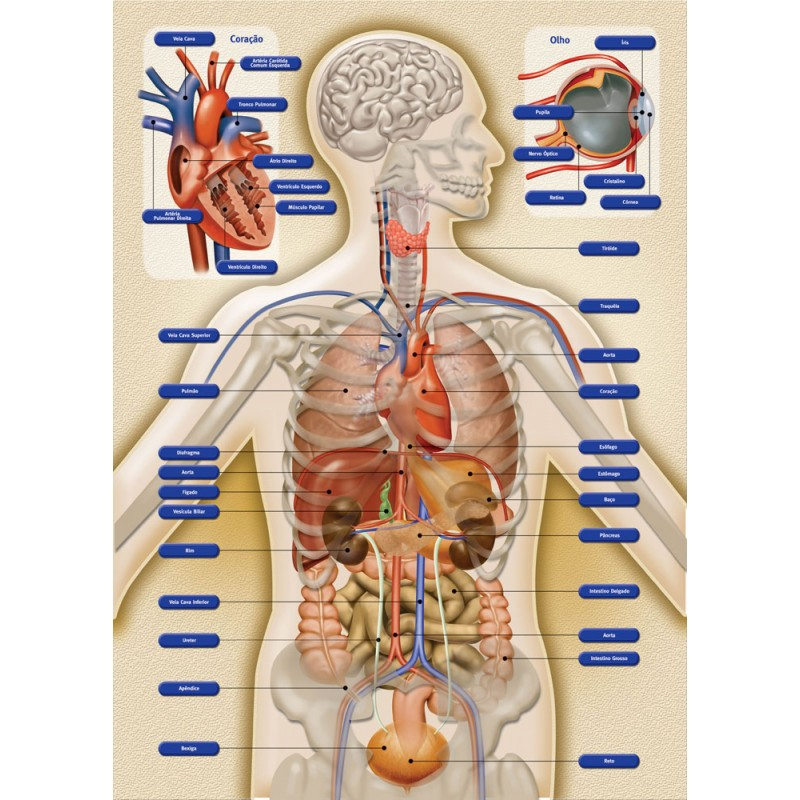 Coração
Veia Cava
Artéria Carótida
Comum Esquerda
Tronco Pulmonar
Átrio Direito
Ventrículo Esquerdo
Músculo Papilar
Artéria
Pulmonar Direita
Ventrículo Direito
Olho
Íris
Pupila
Nervo Óptico
Cristalino
Retina
Córnea
Veia Cava Superior
Pulmão
Diafragma
Aorta
Fígado
Vesícula Biliar
Rim
Veia Cava Inferior
Ureter
Apêndice
Bexiga
Tiróide
Traquéia
Aorta
Coração
Esôfago
Estômago
Baço
Pâncreas
Intestino Delgado
Aorta
Intestino Grosso
Reto